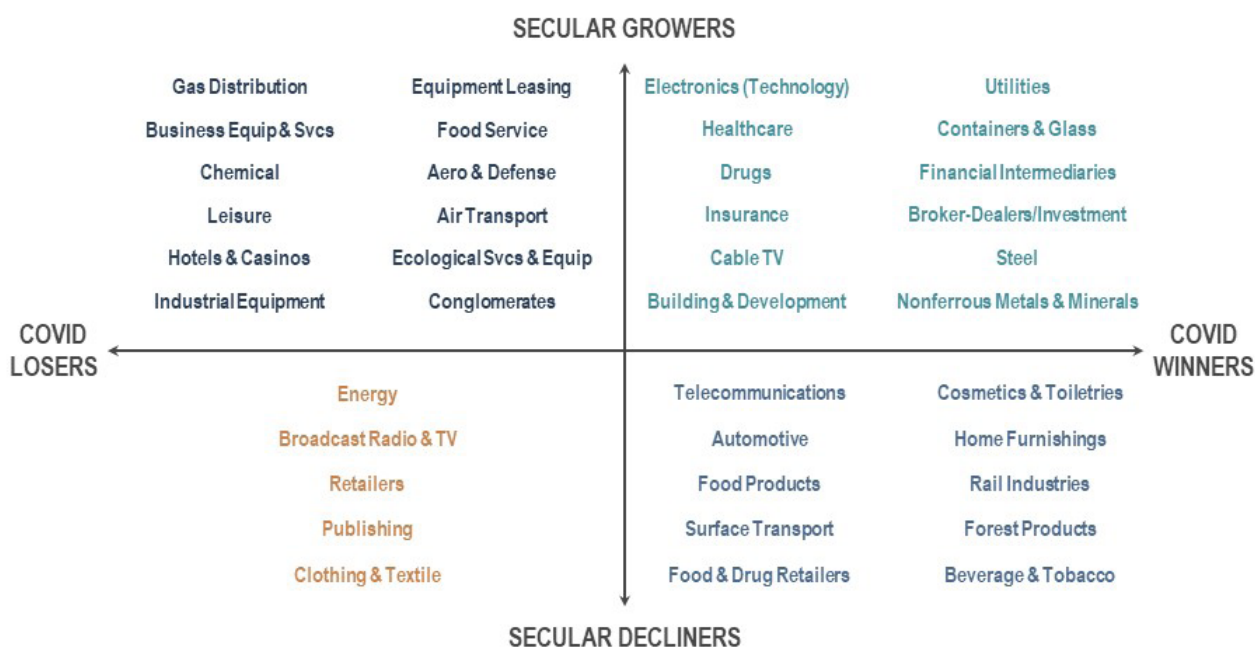 SECULAR GROWERS
Gas Distribution
Equipment Leasing
Electronics (Technology)
Utilities
Business Equip & Svcs
Food Service
Healthcare
Containers & Glass
Chemical
Aero & Defense
Drugs
Financial Intermediaries
Leisure
Air Transport
Insurance
Broker-Dealers/Investment
Hotels & Casinos
Ecological Svcs & Equip
Cable TV
Steel
Industrial Equipment
Conglomerates
Building & Development
Nonferrous Metals & Minerals
COVID
LOSERS
COVID
WINNERS
Energy
Telecommunications
Cosmetics & Toiletries
Broadcast Radio & TV
Automotive
Home Furnishings
Retailers
Food Products
Rail Industries
Publishing
Surface Transport
Forest Products
Clothing & Textile
Food & Drug Retailers
Beverage & Tobacco
SECULAR DECLINERS